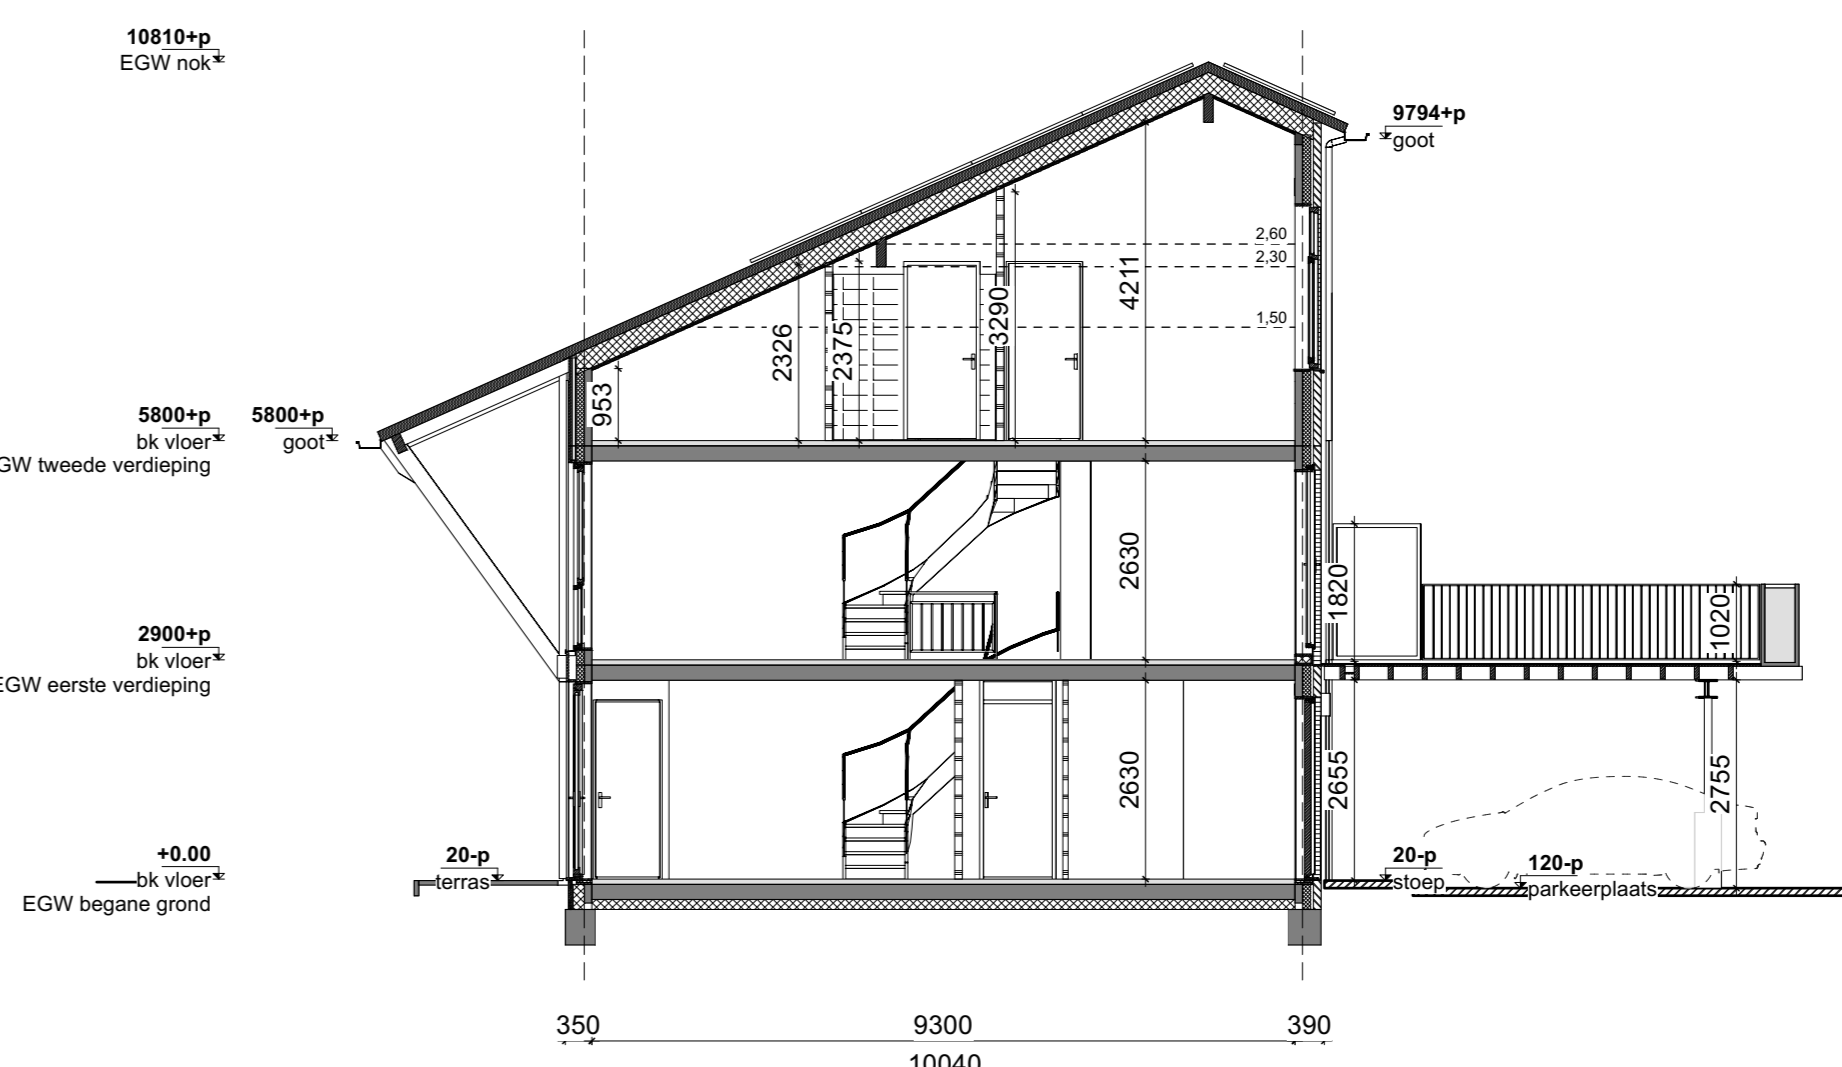 10810+p
EGW nok
9794+p
goot
2,60
2,30
1,50
4211
3290
2326
2375
953
5800+p
bk vloer
GW tweede verdieping
5800+p
goot
2630
1820
1020
2900+p
bk vloer
EGW eerste verdieping
2630
2655
2755
+0.00
bk vloer
EGW begane grond
20-p
terras
20-p
stoep
120-p
parkeerplaats
350
9300
390
10040